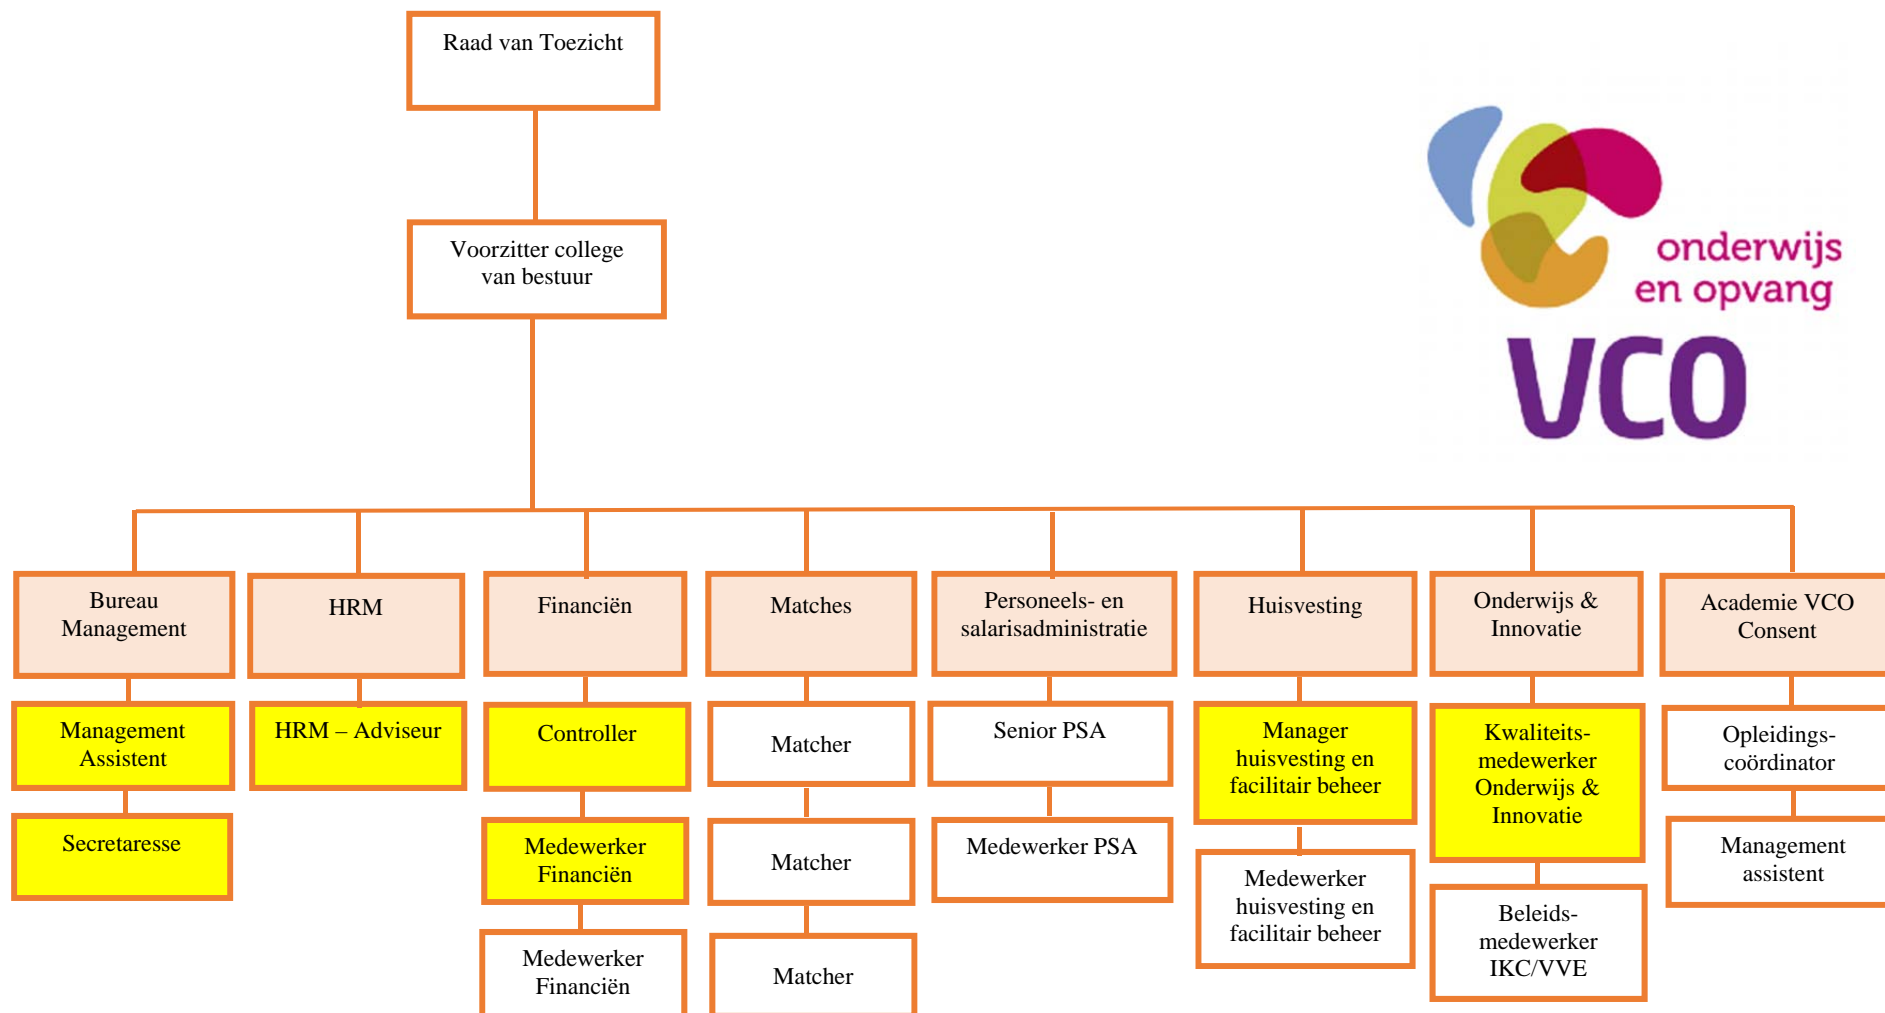 Raad van Toezicht
Voorzitter college
van bestuur
onderwijs
en opvang
VCO
Bureau
Management
HRM
Financiën
Matches
Personeels- en
salarisadministratie
Huisvesting
Onderwijs &
Innovatie
Academie VCO
Consent
Management
Assistent
HRM – Adviseur
Controller
Matcher
Senior PSA
Manager
huisvesting en
facilitair beheer
Kwaliteits-
medewerker
Onderwijs &
Innovatie
Opleidings-
coördinator
Secretaresse
Medewerker
Financiën
Matcher
Medewerker PSA
Medewerker
huisvesting en
facilitair beheer
Beleids-
medewerker
IKC/VVE
Management
assistent
Medewerker
Financiën
Matcher